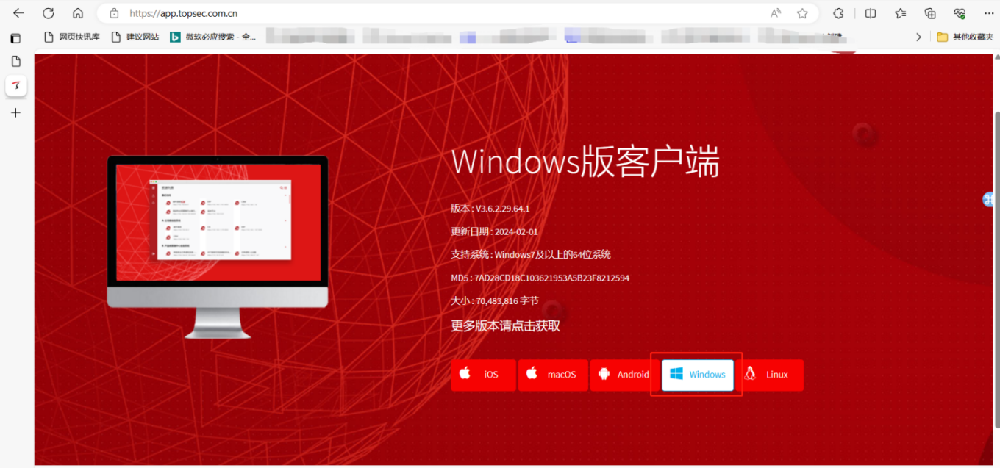 https://app.topsec.com.cn
网页快讯库 建议网站 微软必应搜索 - 全... 其他收藏夹
Windows版客户端
版本 : V3.6.2.29.64.1
更新日期 : 2024-02-01
支持系统 : Windows7及以上的64位系统
MD5 : 7AD28CD18C103621953A5B23F8212594
大小 : 70,483,816 字节
更多版本请点击获取
iOS macOS Android Windows Linux